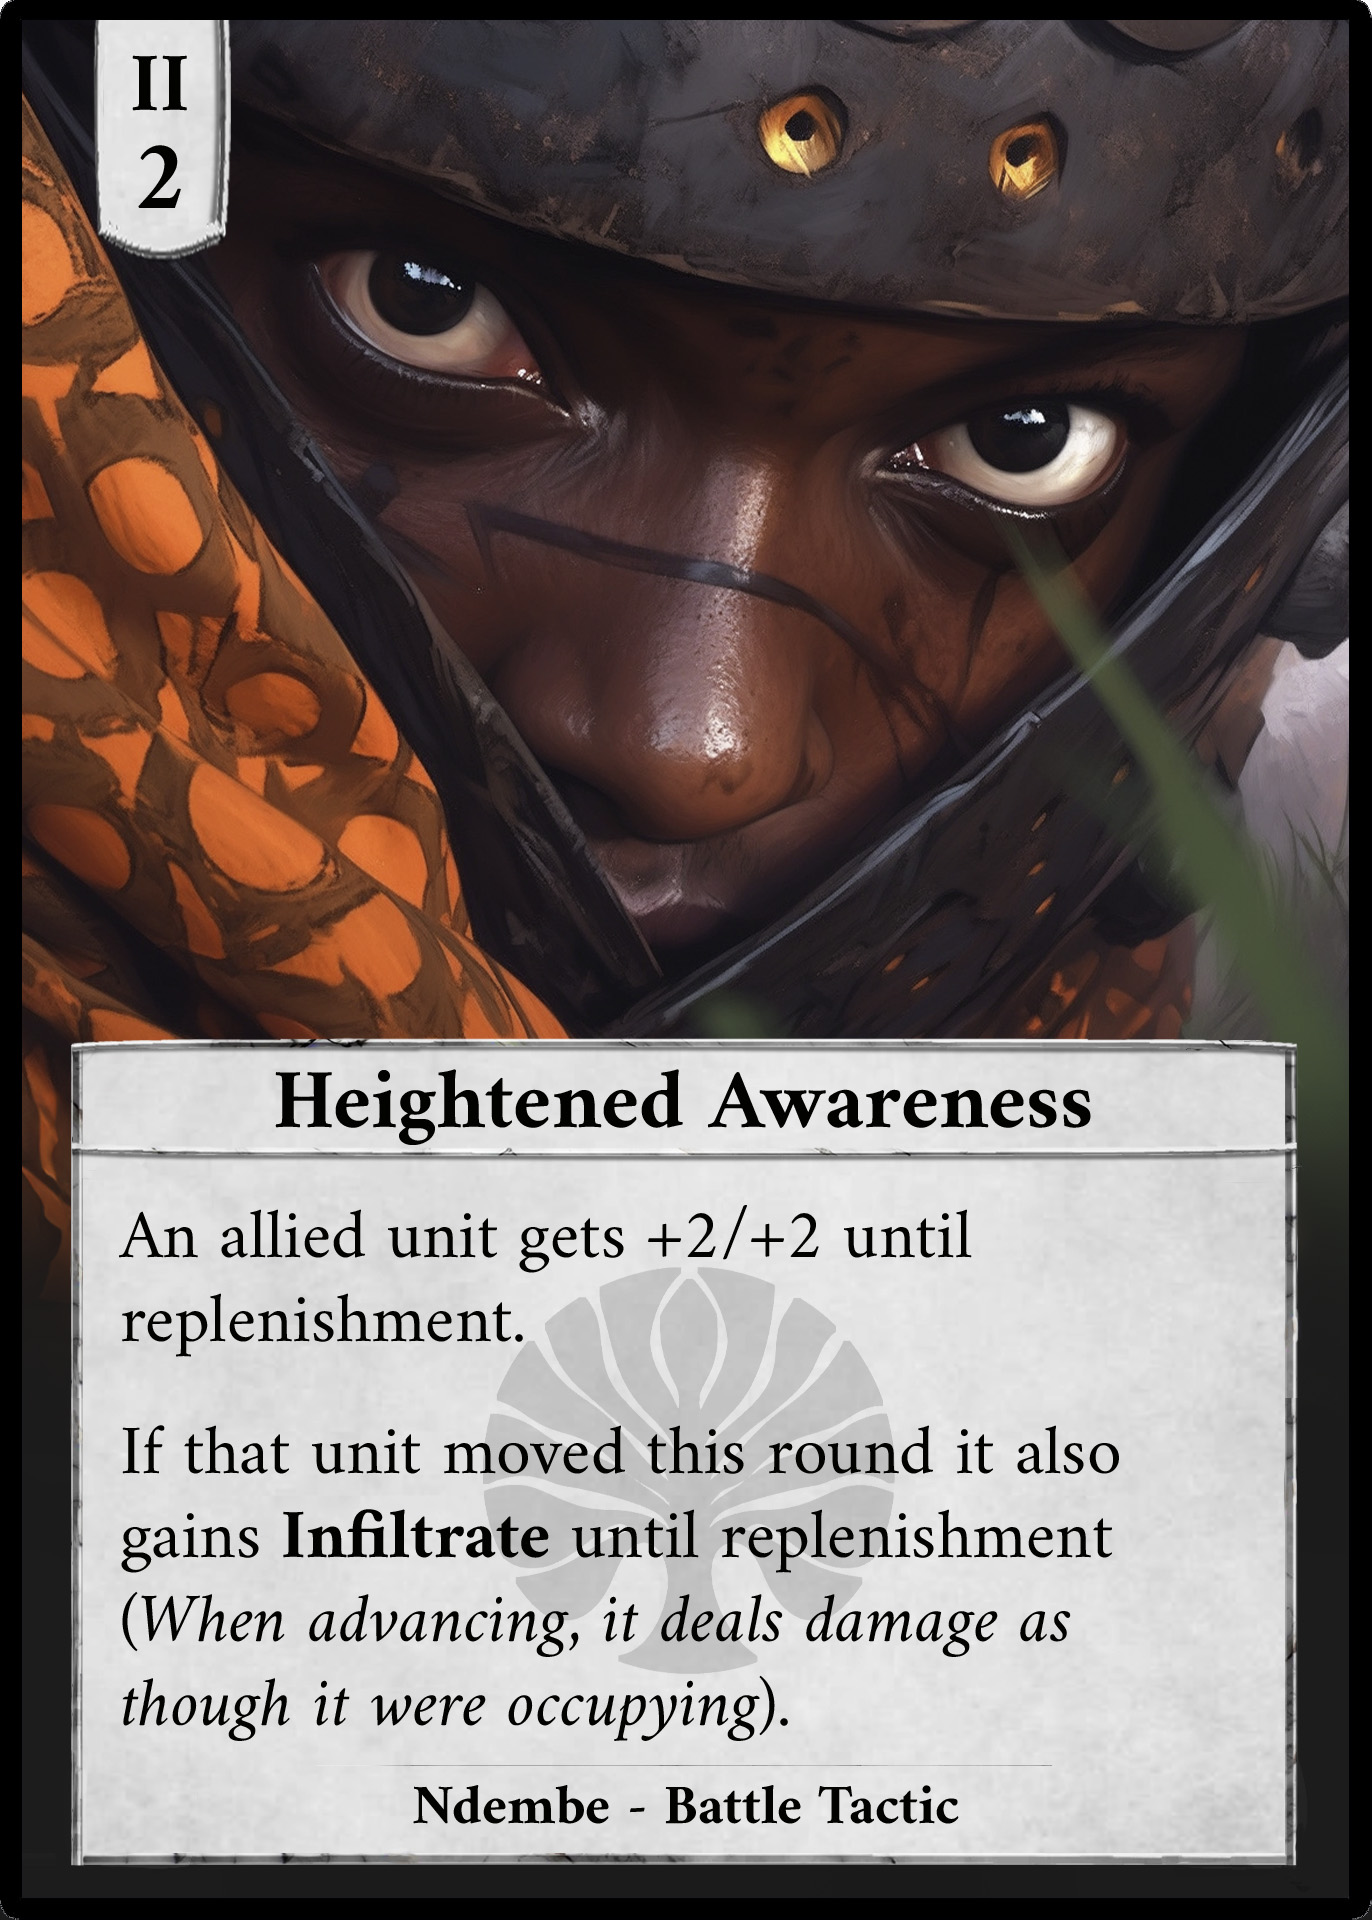 II
2
Heightened Awareness
An allied unit gets +2/+2 until
replenishment.
If that unit moved this round it also
gains Infiltrate until replenishment
(When advancing, it deals damage as
though it were occupying).
Ndembe - Battle Tactic